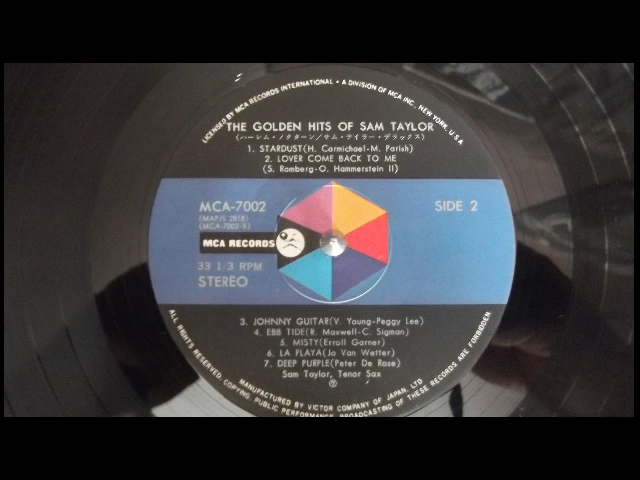 LICENSED BY MCA RECORDS INTERNATIONAL • A DIVISION OF MCA INC., NEW YORK, U.S.A.
THE GOLDEN HITS OF SAM TAYLOR
(ハーレム・ノクターン/サム・テイラー・デラックス)
1. STARDUST(H. Carmichael-M. Parish)
2. LOVER COME BACK TO ME
(S. Romberg-O. Hammerstein II)
MCA-7002
SIDE 2
(MCA-7002-B)
MCA RECORDS
33 1/3 RPM
STEREO
3. JOHNNY GUITAR(V. Young-Peggy Lee)
4. EBB TIDE(R. Maxwell-C. Sigman)
5. MISTY(Erroll Garner)
6. LA FLAYA(Jo Van Wetter)
7. DEEP PURPLE(Peter De Rose)
Sam Taylor, Tenor Sax
Ⓟ
MANUFACTURED BY VICTOR COMPANY OF JAPAN, LTD
ALL RIGHTS RESERVED. COPYING, PUBLIC PERFORMANCE, BROADCASTING OF THESE RECORDS ARE FORBIDDEN.